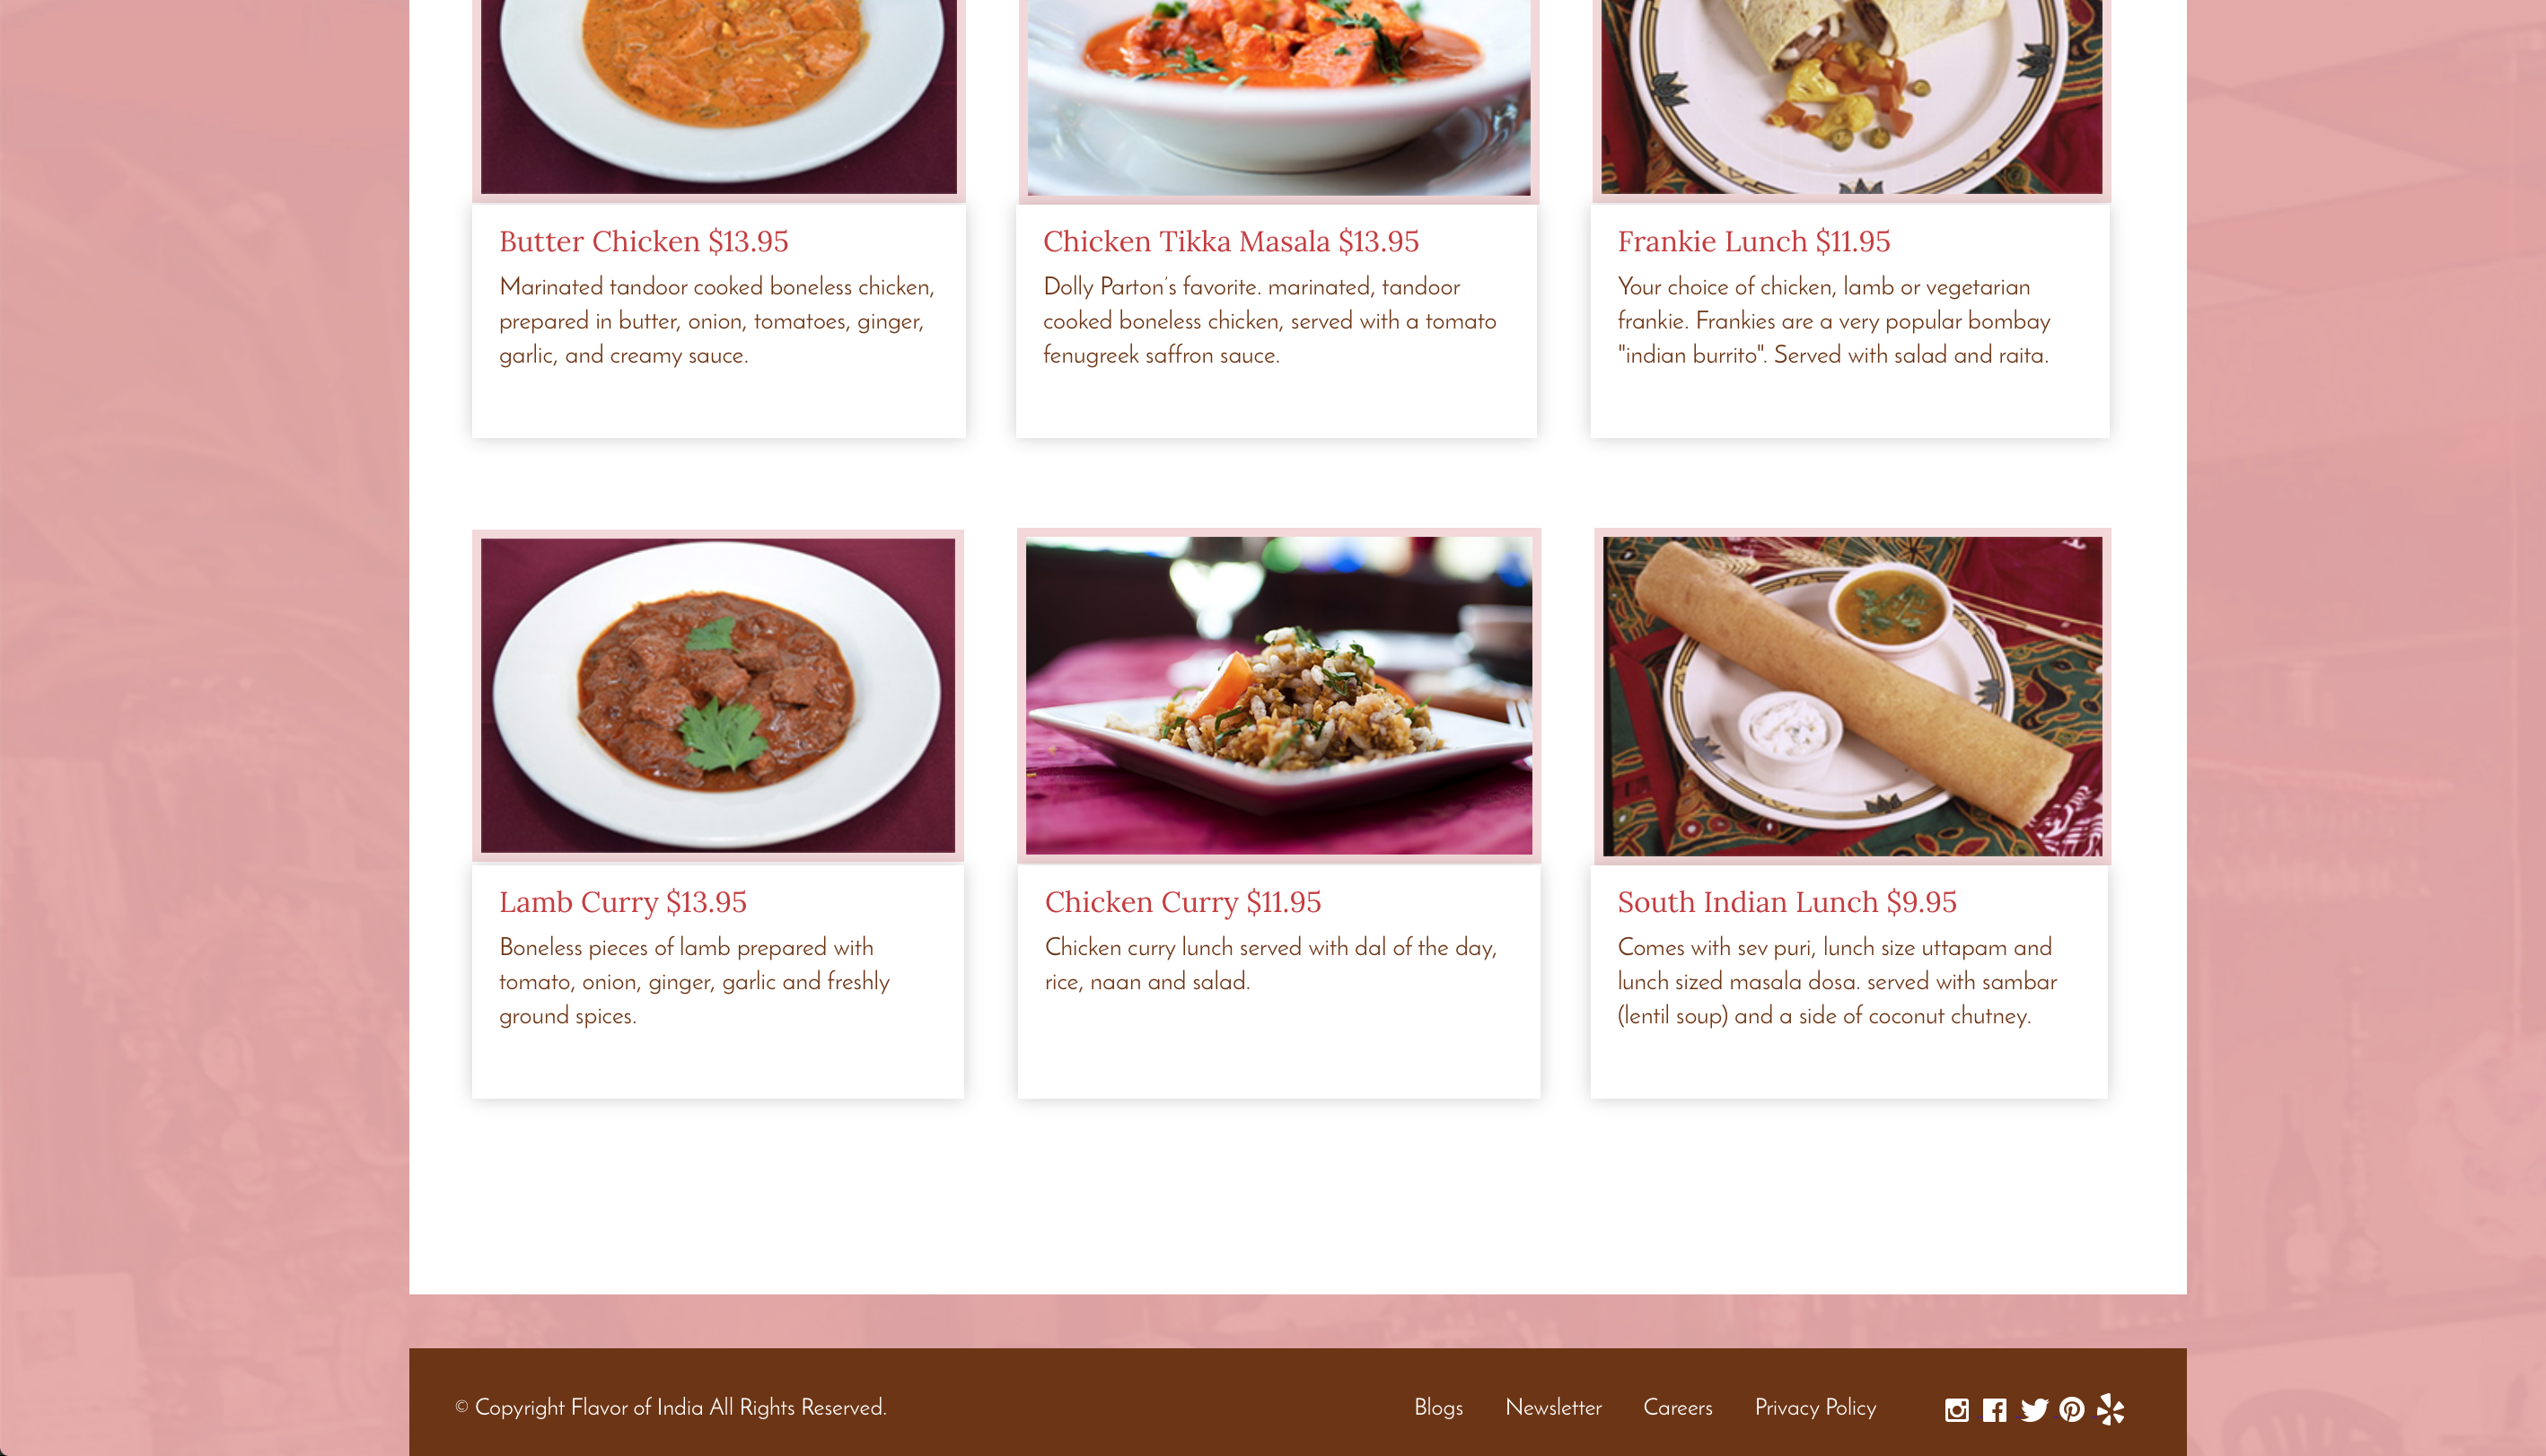 Butter Chicken $13.95
Marinated tandoor cooked boneless chicken,
prepared in butter, onion, tomatoes, ginger,
garlic, and creamy sauce.
Chicken Tikka Masala $13.95
Dolly Parton's favorite. marinated, tandoor
cooked boneless chicken, served with a tomato
fenugreek saffron sauce.
Frankie Lunch $11.95
Your choice of chicken, lamb or vegetarian
frankie. Frankies are a very popular bombay
"indian burrito". Served with salad and raita.
Lamb Curry $13.95
Boneless pieces of lamb prepared with
tomato, onion, ginger, garlic and freshly
ground spices.
Chicken Curry $11.95
Chicken curry lunch served with dal of the day,
rice, naan and salad.
South Indian Lunch $9.95
Comes with sev puri, lunch size uttapam and
lunch sized masala dosa. served with sambar
(lentil soup) and a side of coconut chutney.
© Copyright Flavor of India All Rights Reserved.
Blogs
Newsletter
Careers
Privacy Policy